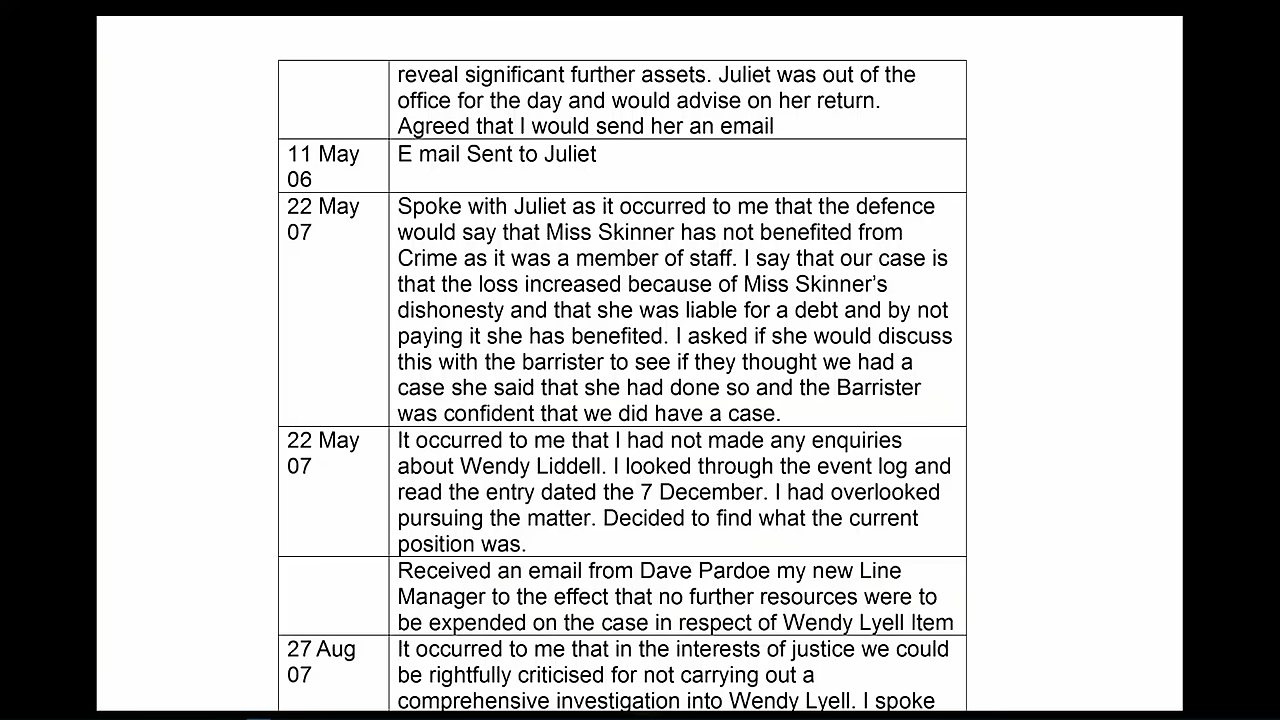 reveal significant further assets. Juliet was out of the
office for the day and would advise on her return.
Agreed that I would send her an email
11 May
06
E mail Sent to Juliet
22 May
07
Spoke with Juliet as it occurred to me that the defence
would say that Miss Skinner has not benefited from
Crime as it was a member of staff. I say that our case is
that the loss increased because of Miss Skinner’s
dishonesty and that she was liable for a debt and by not
paying it she has benefited. I asked if she would discuss
this with the barrister to see if they thought we had a
case she said that she had done so and the Barrister
was confident that we did have a case.
22 May
07
It occurred to me that I had not made any enquiries
about Wendy Liddell. I looked through the event log and
read the entry dated the 7 December. I had overlooked
pursuing the matter. Decided to find what the current
position was.
Received an email from Dave Pardoe my new Line
Manager to the effect that no further resources were to
be expended on the case in respect of Wendy Lyell Item
27 Aug
07
It occurred to me that in the interests of justice we could
be rightfully criticised for not carrying out a
comprehensive investigation into Wendy Lyell. I spoke